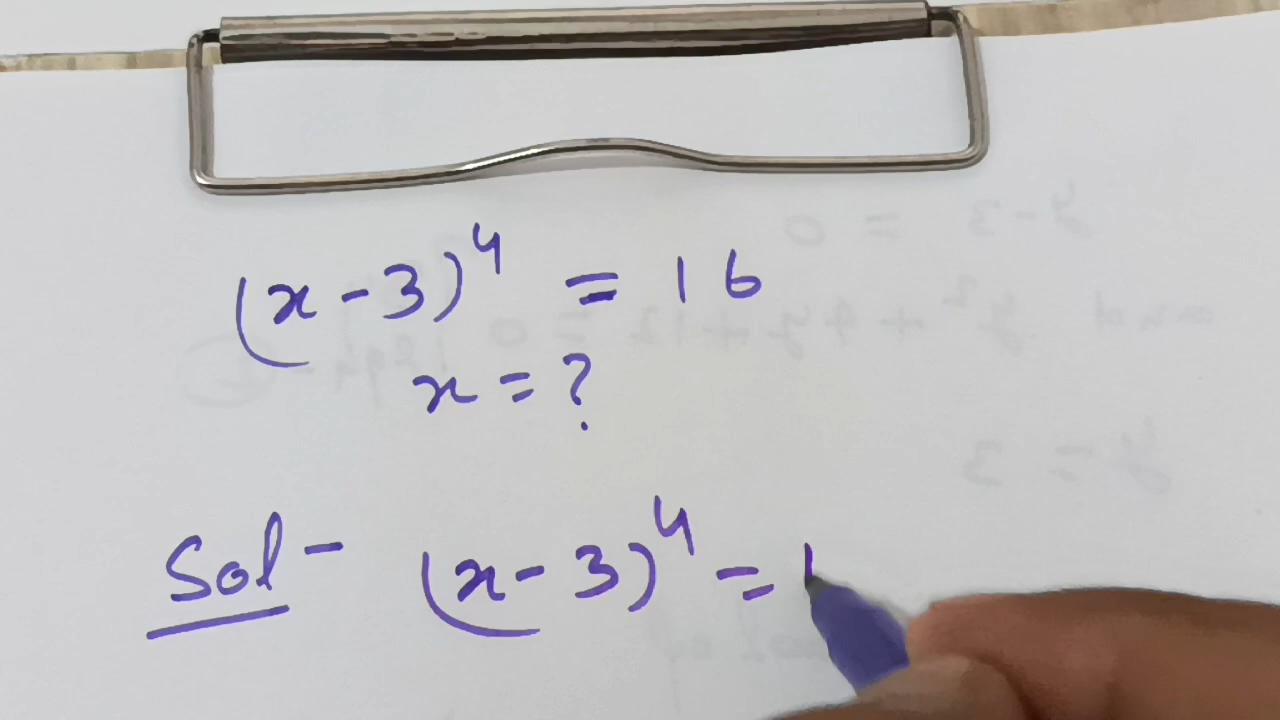 (x-3)^4 = 16
x = ?
Sol - (x-3)^4 = 1